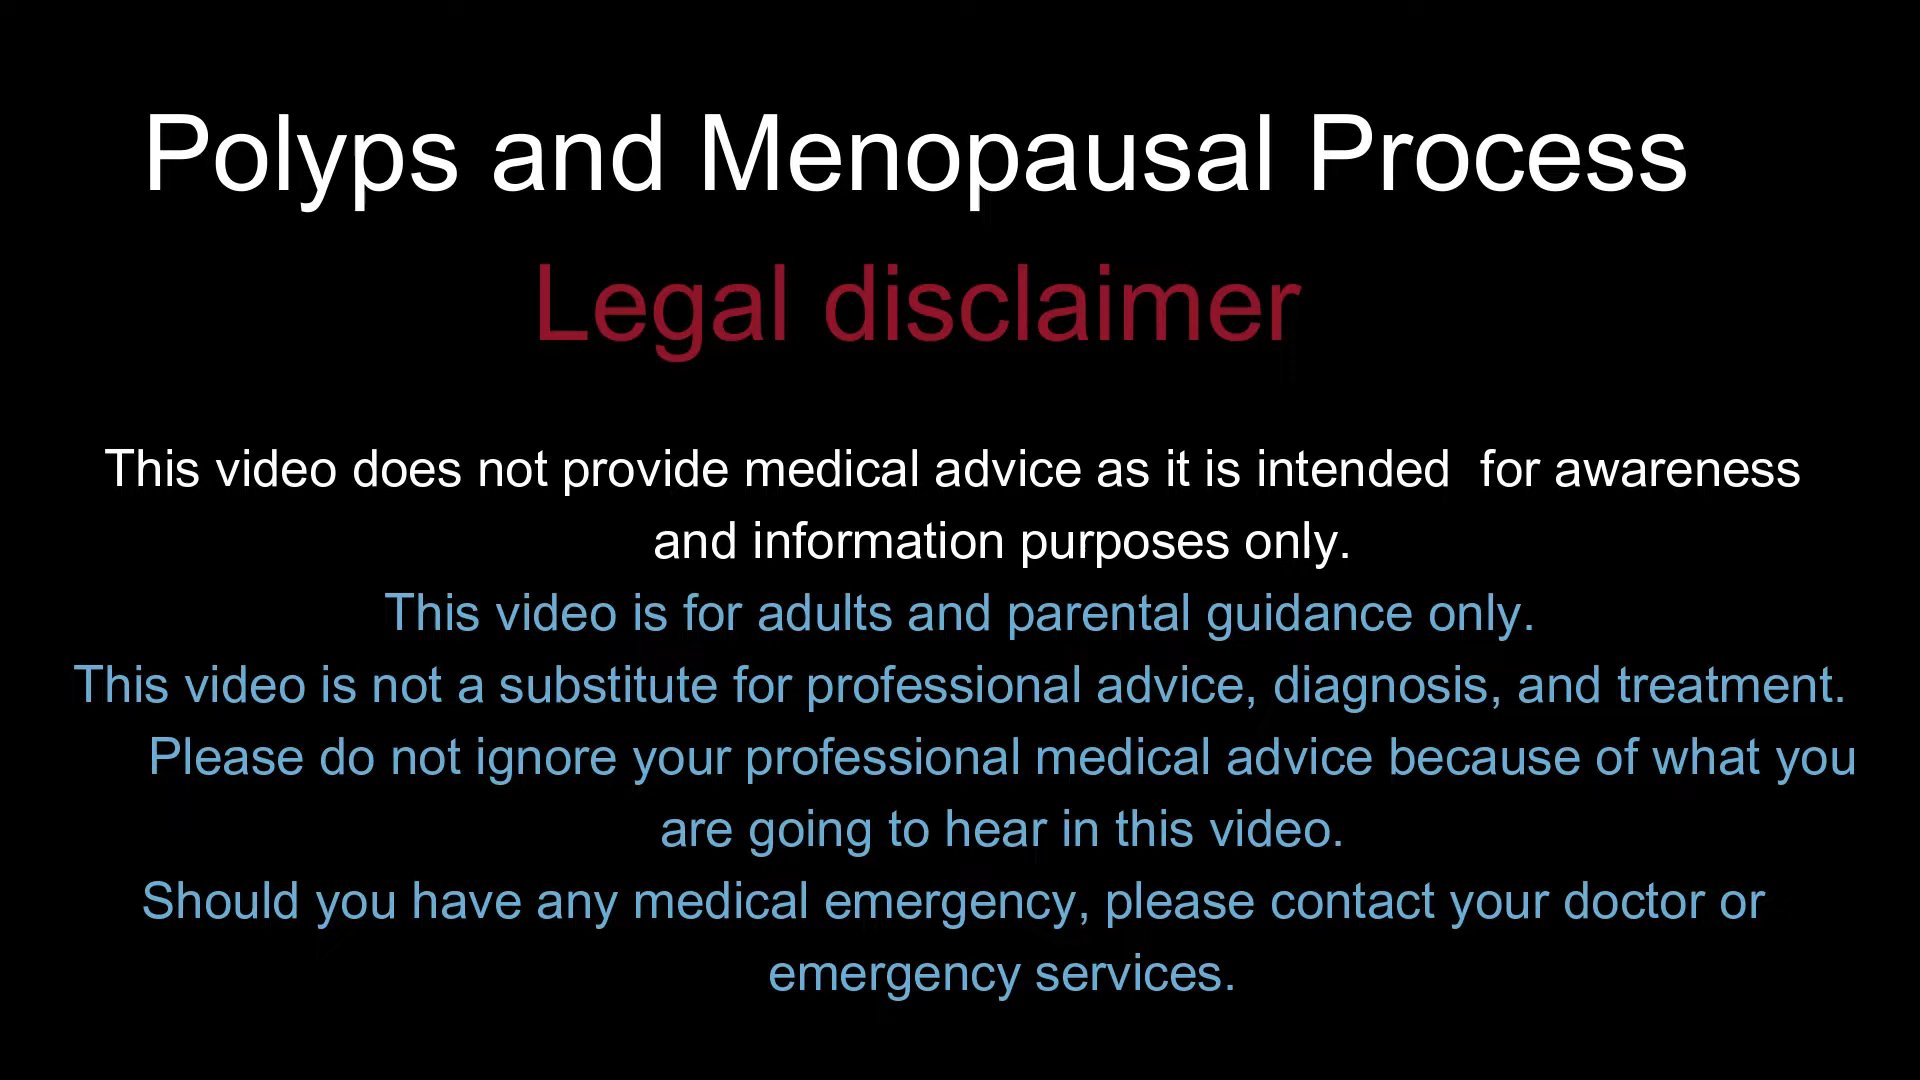 Polyps and Menopausal Process
Legal disclaimer
This video does not provide medical advice as it is intended  for awareness
and information purposes only.
This video is for adults and parental guidance only.
This video is not a substitute for professional advice, diagnosis, and treatment.
Please do not ignore your professional medical advice because of what you
are going to hear in this video.
Should you have any medical emergency, please contact your doctor or
emergency services.